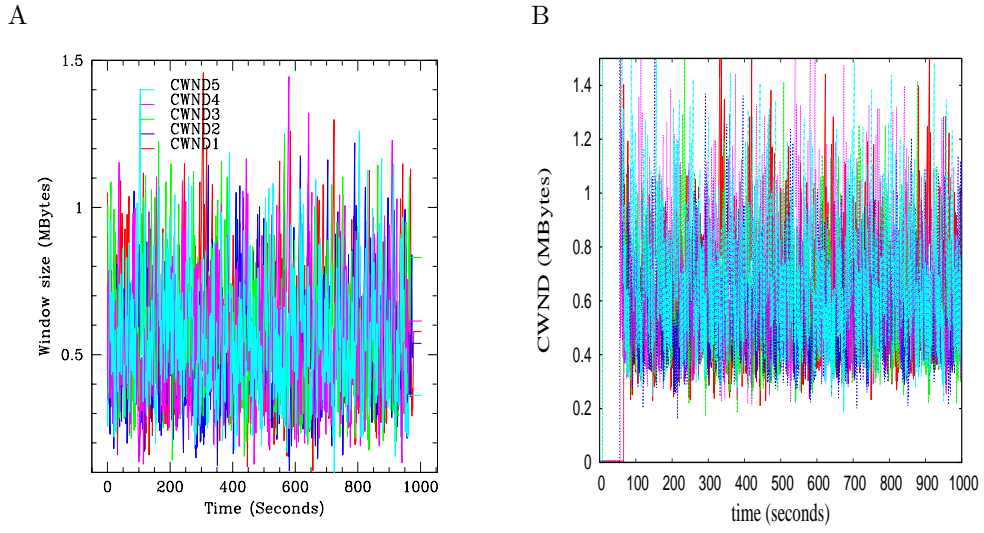 A
B
1.5
1
0.5
Window size (MBytes)
CWND5
CWND4
CWND3
CWND2
CWND1
0 200 400 600 800 1000
Time (Seconds)
1.4
1.2
1
0.8
0.6
0.4
0.2
0
CWND (MBytes)
0 100 200 300 400 500 600 700 800 900 1000
time (seconds)